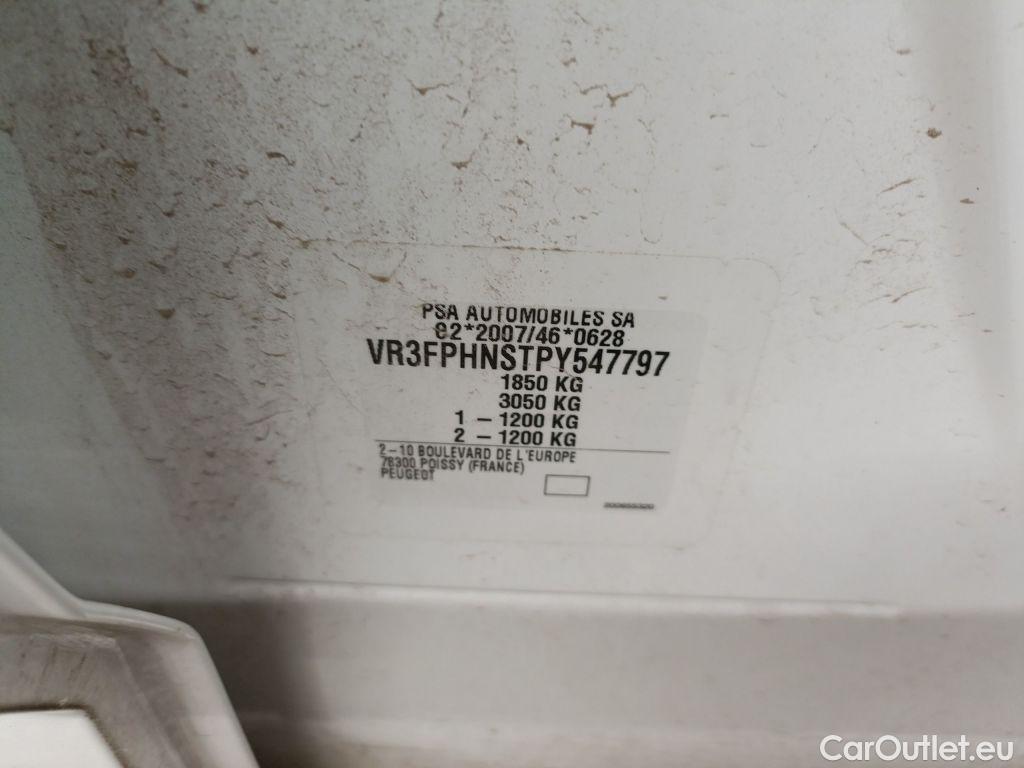 PSA AUTOMOBILES SA
02*2007/46*0628
VR3FPHNSTPY547797
1850 KG
3050 KG
1 – 1200 KG
2 – 1200 KG
2–10 BOULEVARD DE L'EUROPE
78300 POISSY (FRANCE)
PEUGEOT
CarOutlet.eu